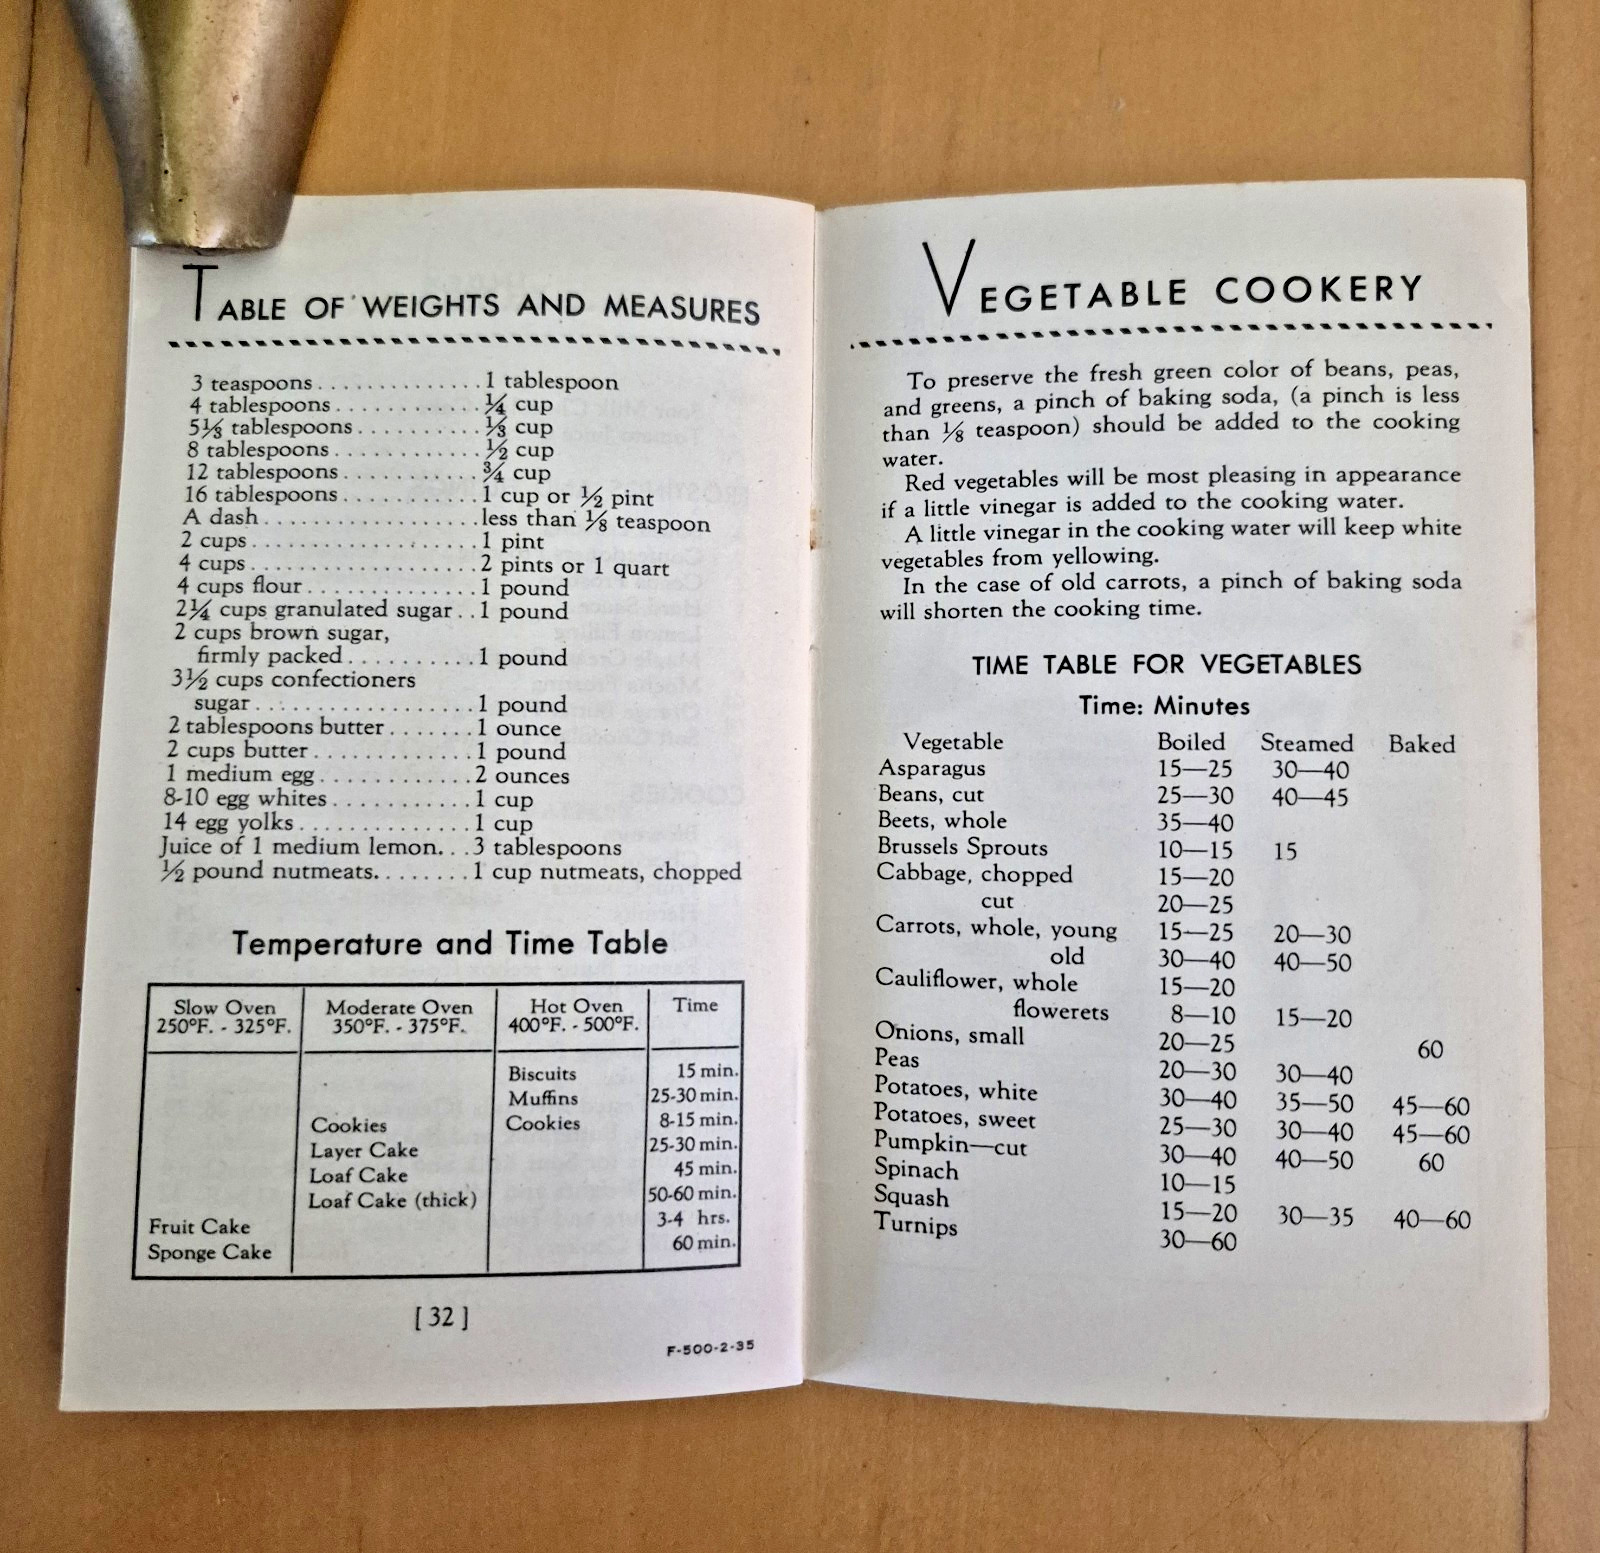 TABLE OF WEIGHTS AND MEASURES
3 teaspoons..............1 tablespoon
4 tablespoons............¼ cup
5⅓ tablespoons..........⅓ cup
8 tablespoons............½ cup
12 tablespoons...........¾ cup
16 tablespoons...........1 cup or ½ pint
A dash..................less than ⅛ teaspoon
2 cups..................1 pint
4 cups..................2 pints or 1 quart
4 cups flour..............1 pound
2¼ cups granulated sugar..1 pound
2 cups brown sugar,
firmly packed..........1 pound
3½ cups confectioners
sugar.................1 pound
2 tablespoons butter.......1 ounce
2 cups butter.............1 pound
1 medium egg............2 ounces
8-10 egg whites...........1 cup
14 egg yolks..............1 cup
Juice of 1 medium lemon...3 tablespoons
½ pound nutmeats........1 cup nutmeats, chopped
Temperature and Time Table
Slow Oven Moderate Oven Hot Oven Time
250°F. - 325°F. 350°F. - 375°F. 400°F. - 500°F.
Biscuits 15 min.
Muffins 25-30 min.
Cookies Cookies 8-15 min.
Layer Cake 25-30 min.
Loaf Cake 45 min.
Loaf Cake (thick) 50-60 min.
Fruit Cake 3-4 hrs.
Sponge Cake 60 min.
[ 32 ]
F-500-2-35
VEGETABLE COOKERY
To preserve the fresh green color of beans, peas,
and greens, a pinch of baking soda, (a pinch is less
than ⅛ teaspoon) should be added to the cooking
water.
Red vegetables will be most pleasing in appearance
if a little vinegar is added to the cooking water.
A little vinegar in the cooking water will keep white
vegetables from yellowing.
In the case of old carrots, a pinch of baking soda
will shorten the cooking time.
TIME TABLE FOR VEGETABLES
Time: Minutes
Vegetable Boiled Steamed Baked
Asparagus 15—25 30—40
Beans, cut 25—30 40—45
Beets, whole 35—40
Brussels Sprouts 10—15 15
Cabbage, chopped 15—20
cut 20—25
Carrots, whole, young 15—25 20—30
old 30—40 40—50
Cauliflower, whole 15—20
flowerets 8—10 15—20
Onions, small 20—25 60
Peas 20—30 30—40
Potatoes, white 30—40 35—50 45—60
Potatoes, sweet 25—30 30—40 45—60
Pumpkin—cut 30—40 40—50 60
Spinach 10—15
Squash 15—20 30—35 40—60
Turnips 30—60